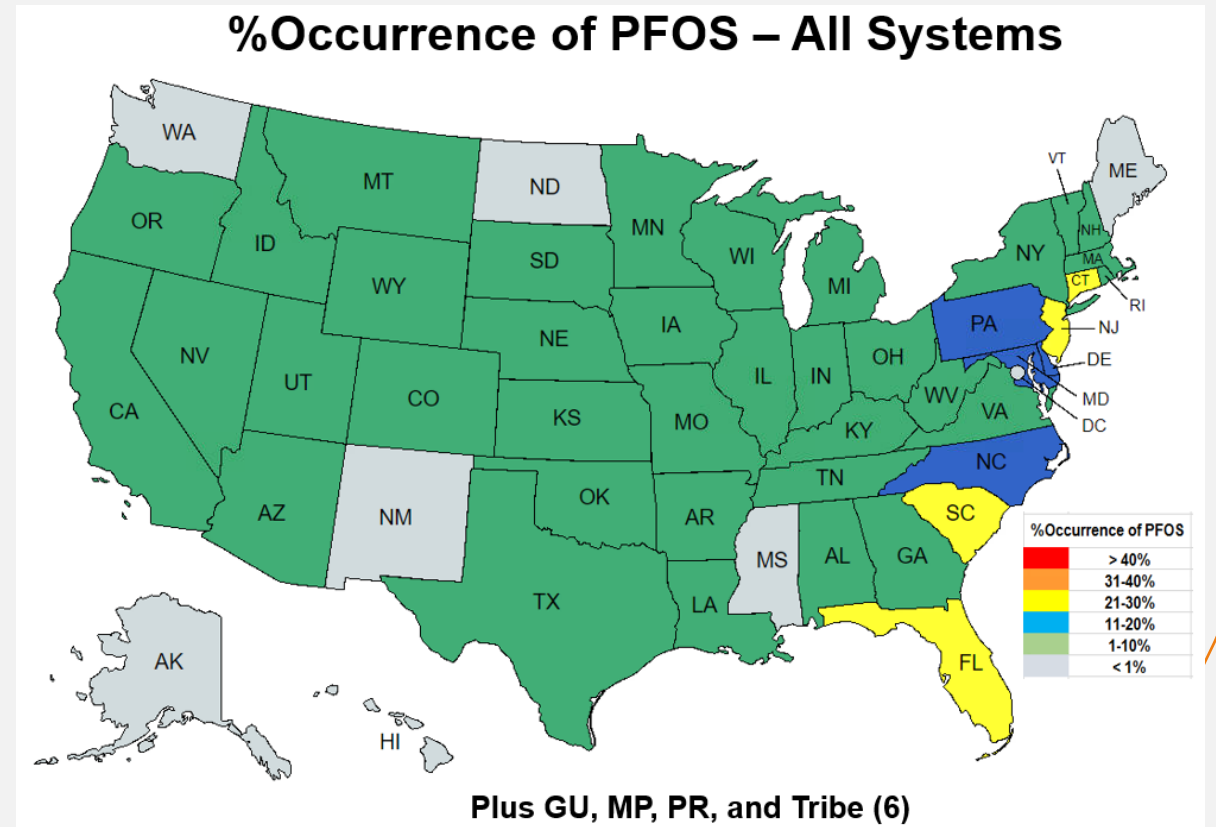 %Occurrence of PFOS – All Systems
WA
MT
ND
MN
VT
ME
OR
ID
SD
WI
MI
NY
NH
MA
CT
RI
WY
NE
IA
PA
NJ
NV
UT
CO
IL
IN
OH
DE
CA
KS
MO
WV
VA
MD
DC
KY
AZ
NM
OK
AR
TN
NC
SC
MS
AL
GA
TX
LA
FL
%Occurrence of PFOS
> 40%
31-40%
21-30%
11-20%
1-10%
< 1%
AK
HI
Plus GU, MP, PR, and Tribe (6)